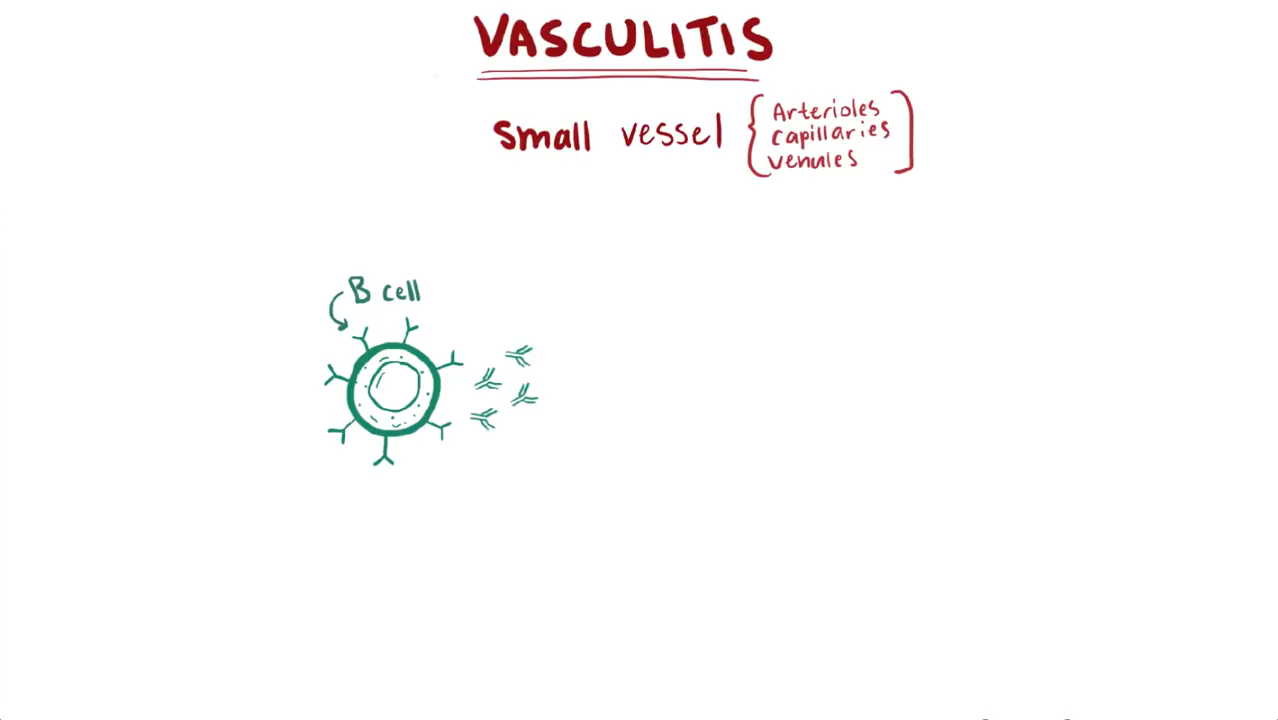 VASCULITIS
small vessel
Arterioles
capillaries
venules
B cell